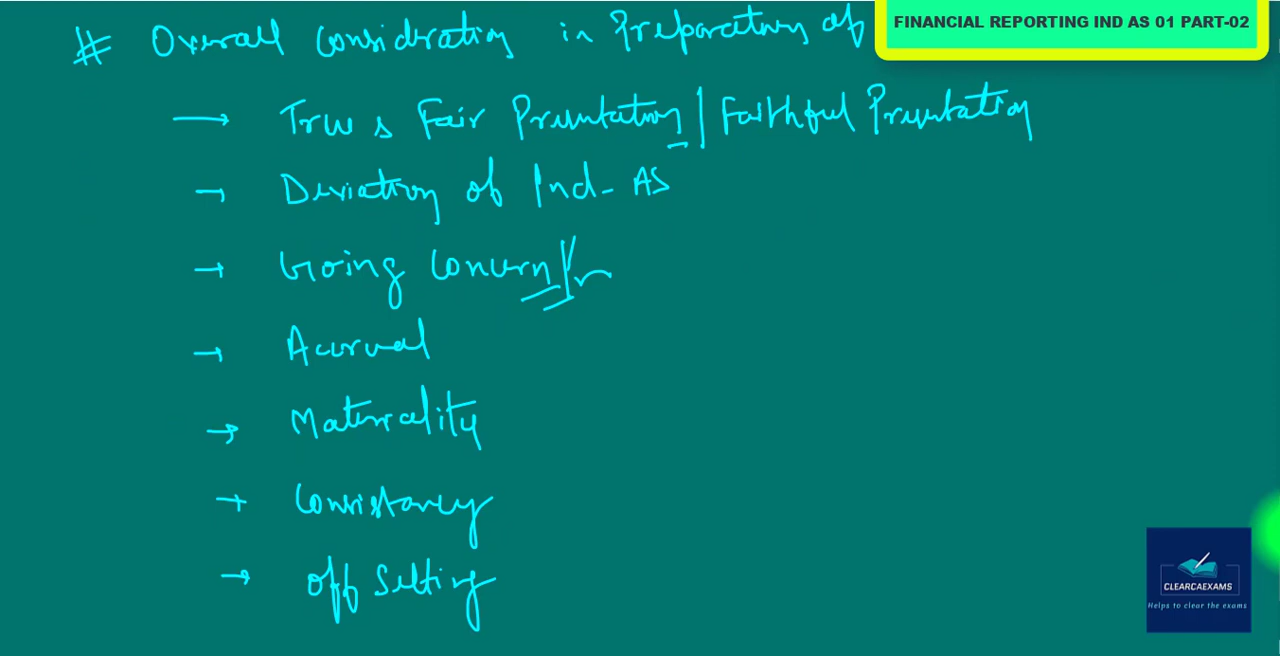 # Overall Consideration in Preparation of
FINANCIAL REPORTING IND AS 01 PART-02
→ True & Fair Presentation | Faithful Presentation
→ Deviation of Ind-AS
→ Going Concern
→ Accrual
→ Materiality
→ Consistancy
→ Off Setting
CLEARCAEXAMS
Helps to clear the exams